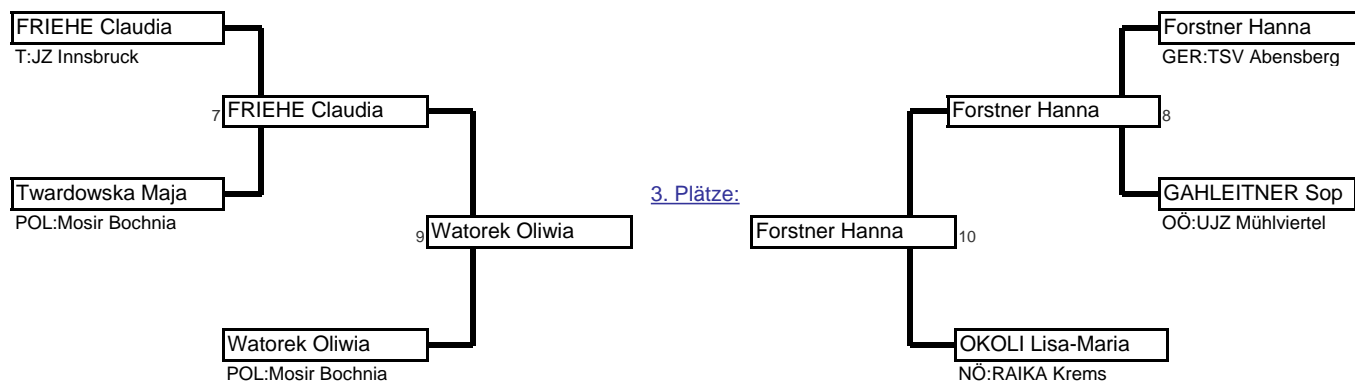 FRIEHE Claudia
T:JZ Innsbruck
7 FRIEHE Claudia
Twardowska Maja
POL:Mosir Bochnia
9 Watorek Oliwia
Watorek Oliwia
POL:Mosir Bochnia
3. Plätze:
Forstner Hanna
GER:TSV Abensberg
Forstner Hanna 8
GAHLEITNER Sop
OÖ:UJZ Mühlviertel
Forstner Hanna 10
OKOLI Lisa-Maria
NÖ:RAIKA Krems